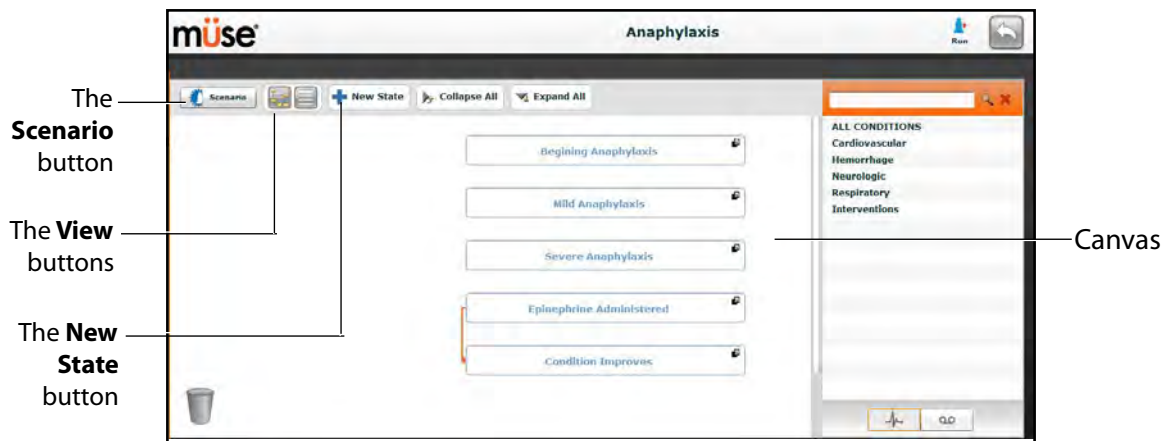 müse
Anaphylaxis
Run
Scenario
New State
Collapse All
Expand All
ALL CONDITIONS
Cardiovascular
Hemorrhage
Neurologic
Respiratory
Interventions
Begining Anaphylaxis
Mild Anaphylaxis
Severe Anaphylaxis
Epinephrine Administered
Condition Improves
The
Scenario
button
The View
buttons
The New
State
button
Canvas